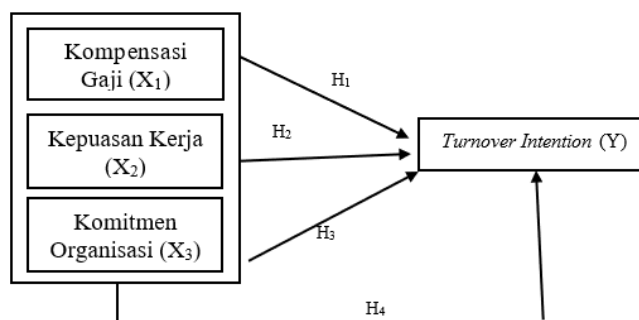 Kompensasi
Gaji (X₁)
H₁
Kepuasan Kerja
(X₂)
H₂
Turnover Intention (Y)
Komitmen
Organisasi (X₃)
H₃
H₄